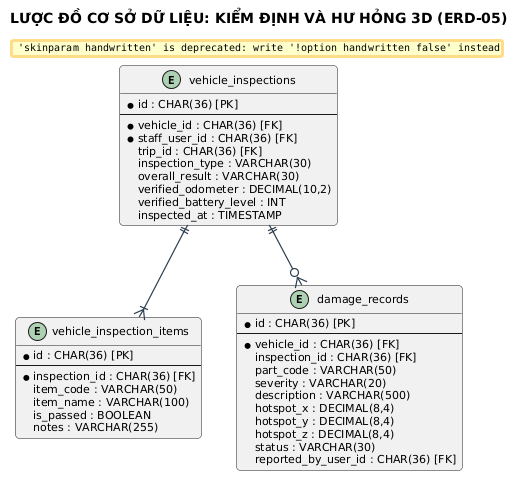 LƯỢC ĐỒ CƠ SỞ DỮ LIỆU: KIỂM ĐỊNH VÀ HƯ HỎNG 3D (ERD-05)
'skinparam handwritten' is deprecated: write '!option handwritten false' instead
E vehicle_inspections
id : CHAR(36) [PK]
vehicle_id : CHAR(36) [FK]
staff_user_id : CHAR(36) [FK]
trip_id : CHAR(36) [FK]
inspection_type : VARCHAR(30)
overall_result : VARCHAR(30)
verified_odometer : DECIMAL(10,2)
verified_battery_level : INT
inspected_at : TIMESTAMP
E vehicle_inspection_items
id : CHAR(36) [PK]
inspection_id : CHAR(36) [FK]
item_code : VARCHAR(50)
item_name : VARCHAR(100)
is_passed : BOOLEAN
notes : VARCHAR(255)
E damage_records
id : CHAR(36) [PK]
vehicle_id : CHAR(36) [FK]
inspection_id : CHAR(36) [FK]
part_code : VARCHAR(50)
severity : VARCHAR(20)
description : VARCHAR(500)
hotspot_x : DECIMAL(8,4)
hotspot_y : DECIMAL(8,4)
hotspot_z : DECIMAL(8,4)
status : VARCHAR(30)
reported_by_user_id : CHAR(36) [FK]